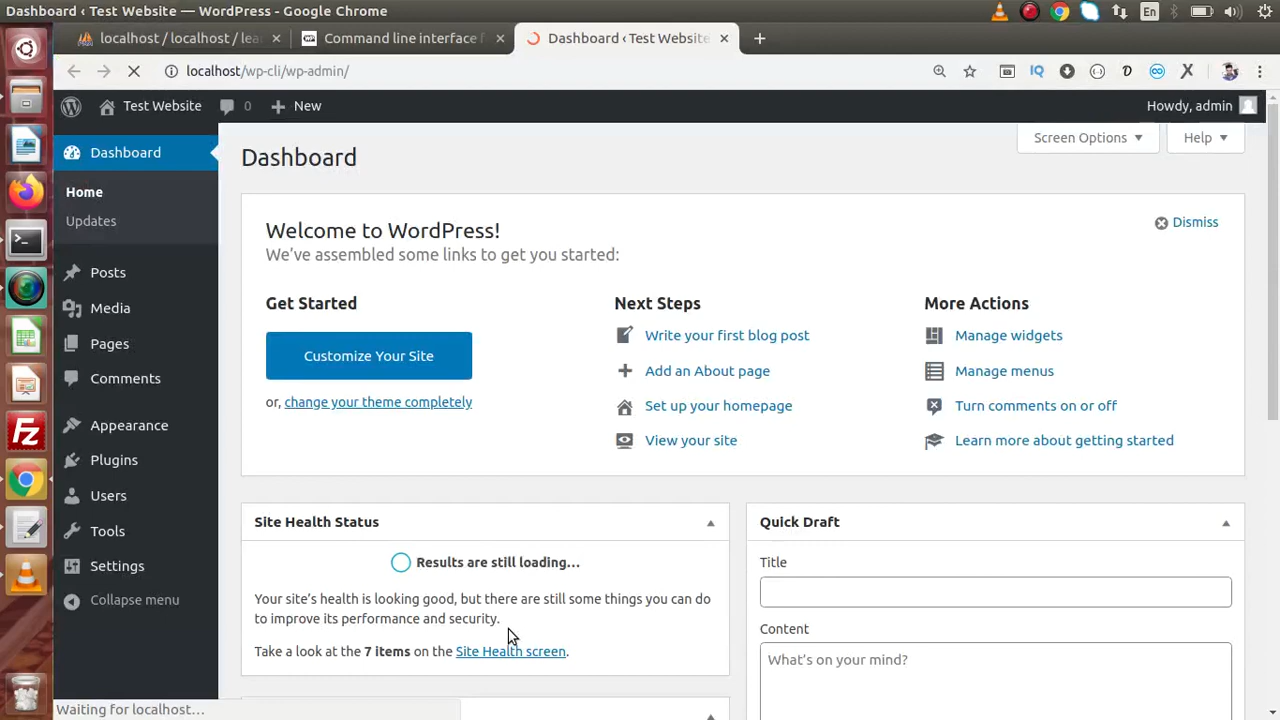 Dashboard ‹ Test Website — WordPress - Google Chrome
En
localhost / localhost / lea
Command line interface f
Dashboard ‹ Test Website
localhost/wp-cli/wp-admin/
Test Website
0
New
Howdy, admin
Dashboard
Home
Updates
Posts
Media
Pages
Comments
Appearance
Plugins
Users
Tools
Settings
Collapse menu
Screen Options
Help
Dashboard
Welcome to WordPress!
We've assembled some links to get you started:
Dismiss
Get Started
Customize Your Site
or, change your theme completely
Next Steps
Write your first blog post
Add an About page
Set up your homepage
View your site
More Actions
Manage widgets
Manage menus
Turn comments on or off
Learn more about getting started
Site Health Status
Results are still loading…
Your site's health is looking good, but there are still some things you can do
to improve its performance and security.
Take a look at the 7 items on the Site Health screen.
Quick Draft
Title
Content
What's on your mind?
Waiting for localhost…